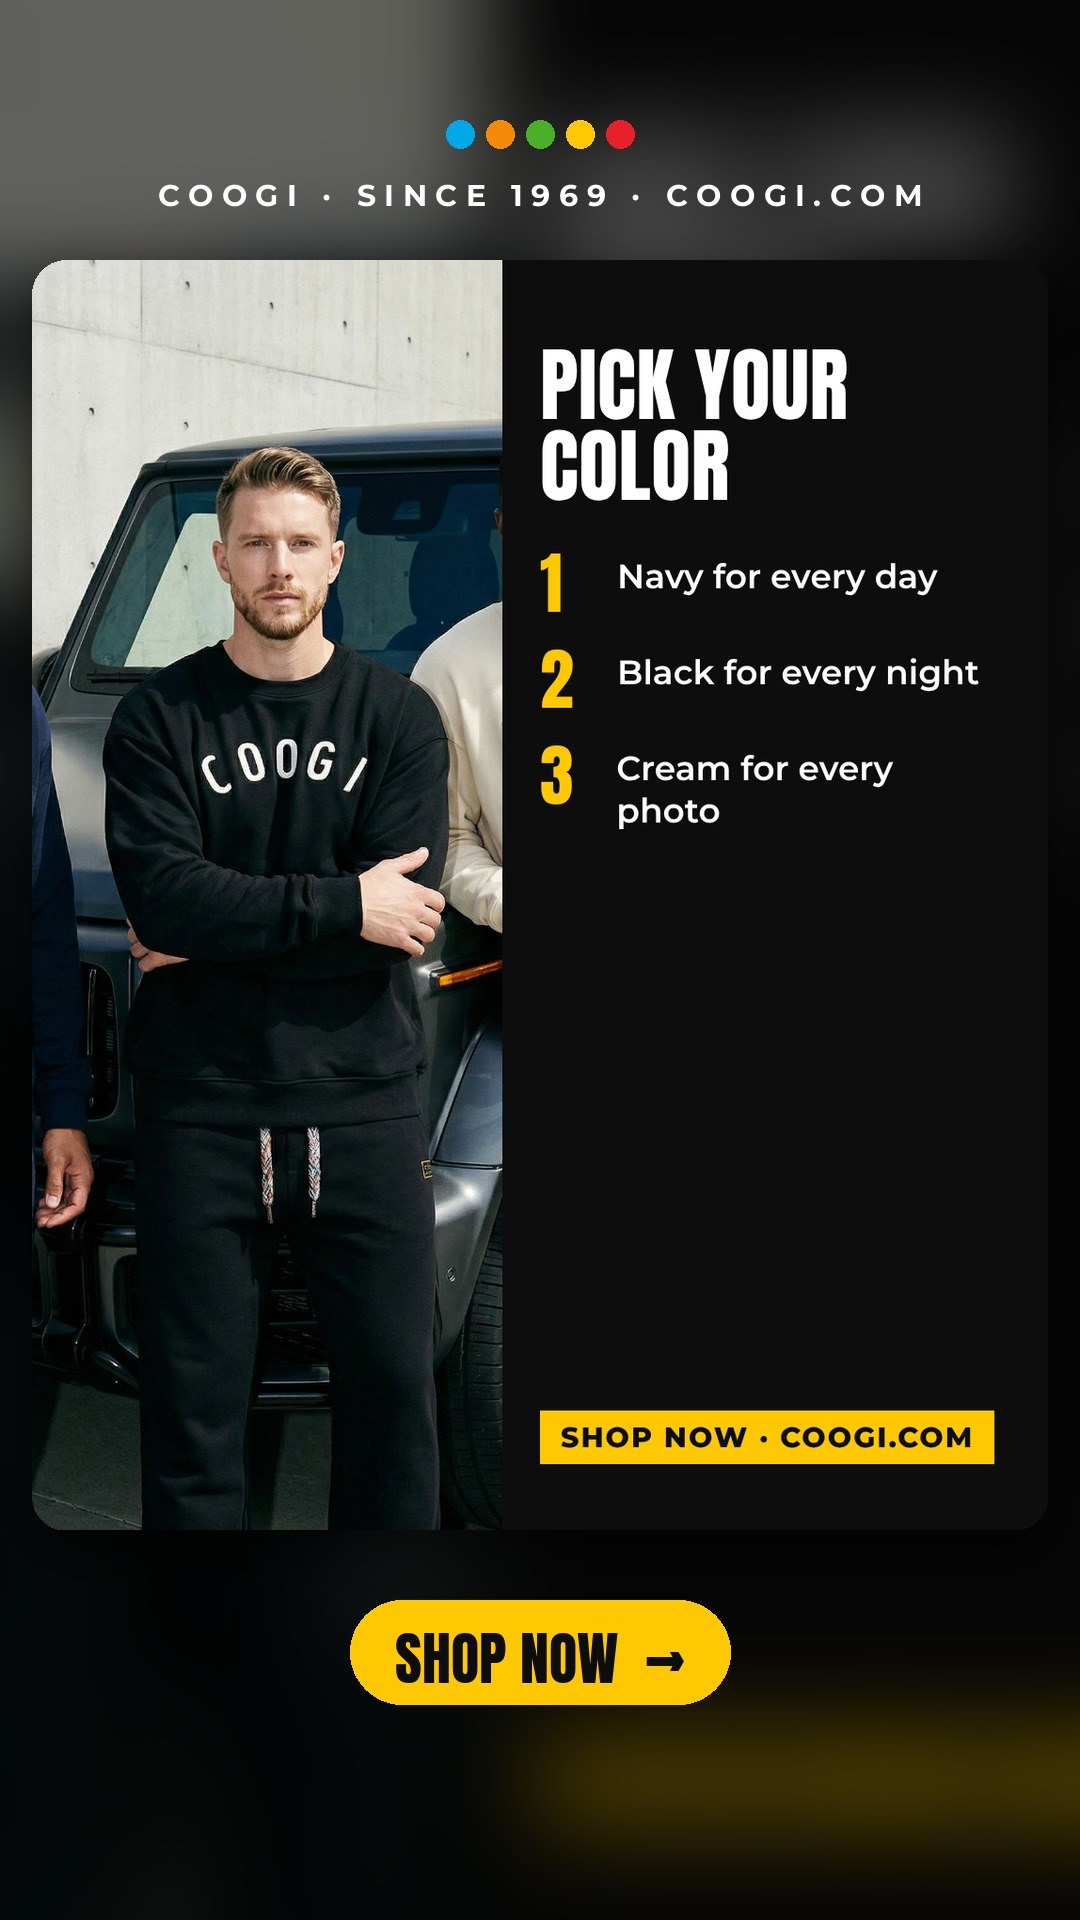 COOGI · SINCE 1969 · COOGI.COM
PICK YOUR
COLOR
1 Navy for every day
2 Black for every night
3 Cream for every
photo
COOGI
SHOP NOW · COOGI.COM
SHOP NOW →